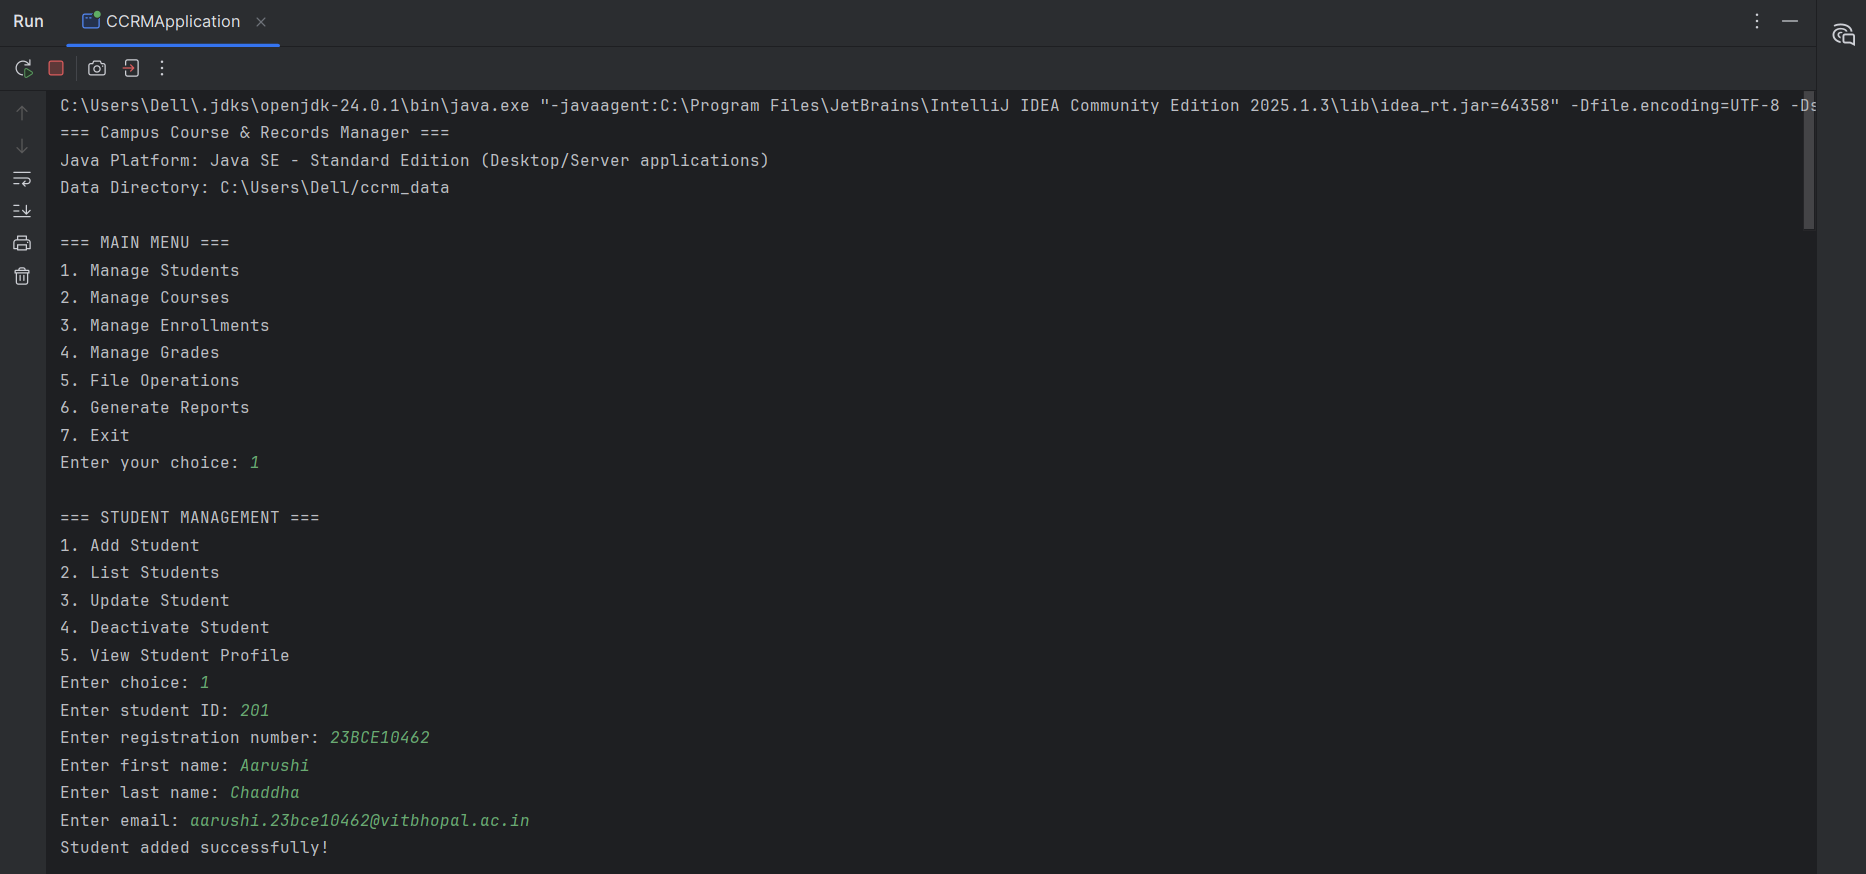 Run CCRMApplication
C:\Users\Dell\.jdks\openjdk-24.0.1\bin\java.exe "-javaagent:C:\Program Files\JetBrains\IntelliJ IDEA Community Edition 2025.1.3\lib\idea_rt.jar=64358" -Dfile.encoding=UTF-8 -Ds
=== Campus Course & Records Manager ===
Java Platform: Java SE - Standard Edition (Desktop/Server applications)
Data Directory: C:\Users\Dell/ccrm_data
=== MAIN MENU ===
1. Manage Students
2. Manage Courses
3. Manage Enrollments
4. Manage Grades
5. File Operations
6. Generate Reports
7. Exit
Enter your choice: 1
=== STUDENT MANAGEMENT ===
1. Add Student
2. List Students
3. Update Student
4. Deactivate Student
5. View Student Profile
Enter choice: 1
Enter student ID: 201
Enter registration number: 23BCE10462
Enter first name: Aarushi
Enter last name: Chaddha
Enter email: aarushi.23bce10462@vitbhopal.ac.in
Student added successfully!